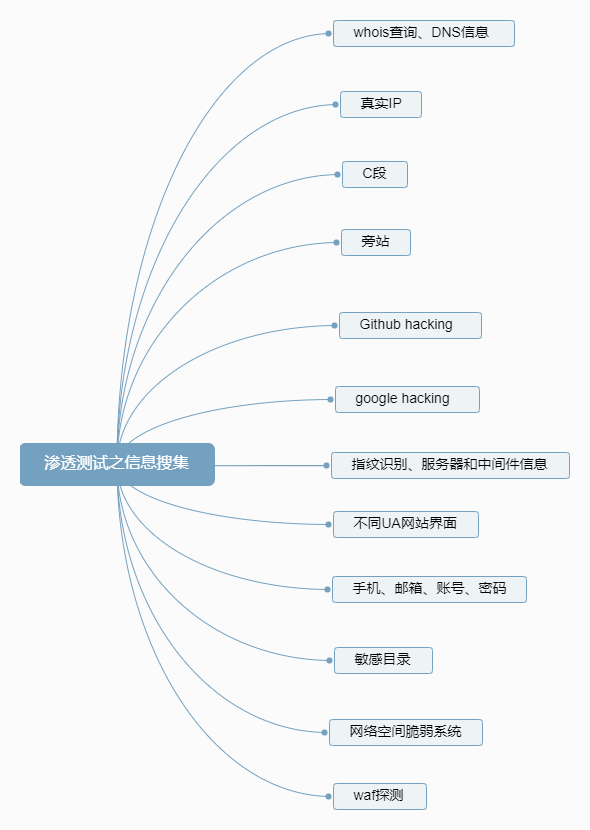 whois查询、DNS信息
真实IP
C段
旁站
Github hacking
google hacking
渗透测试之信息搜集
指纹识别、服务器和中间件信息
不同UA网站界面
手机、邮箱、账号、密码
敏感目录
网络空间脆弱系统
waf探测